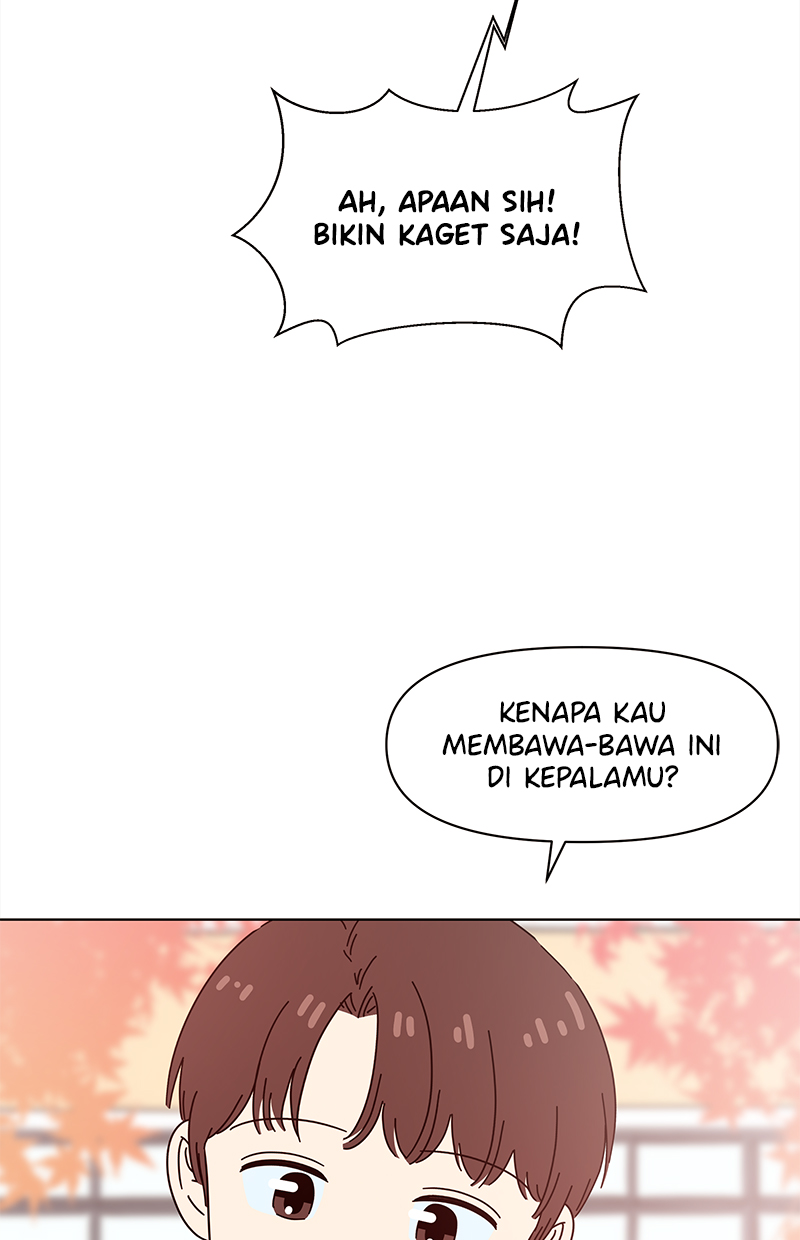 AH, APAAN SIH!
BIKIN KAGET SAJA!
KENAPA KAU
MEMBAWA-BAWA INI
DI KEPALAMU?